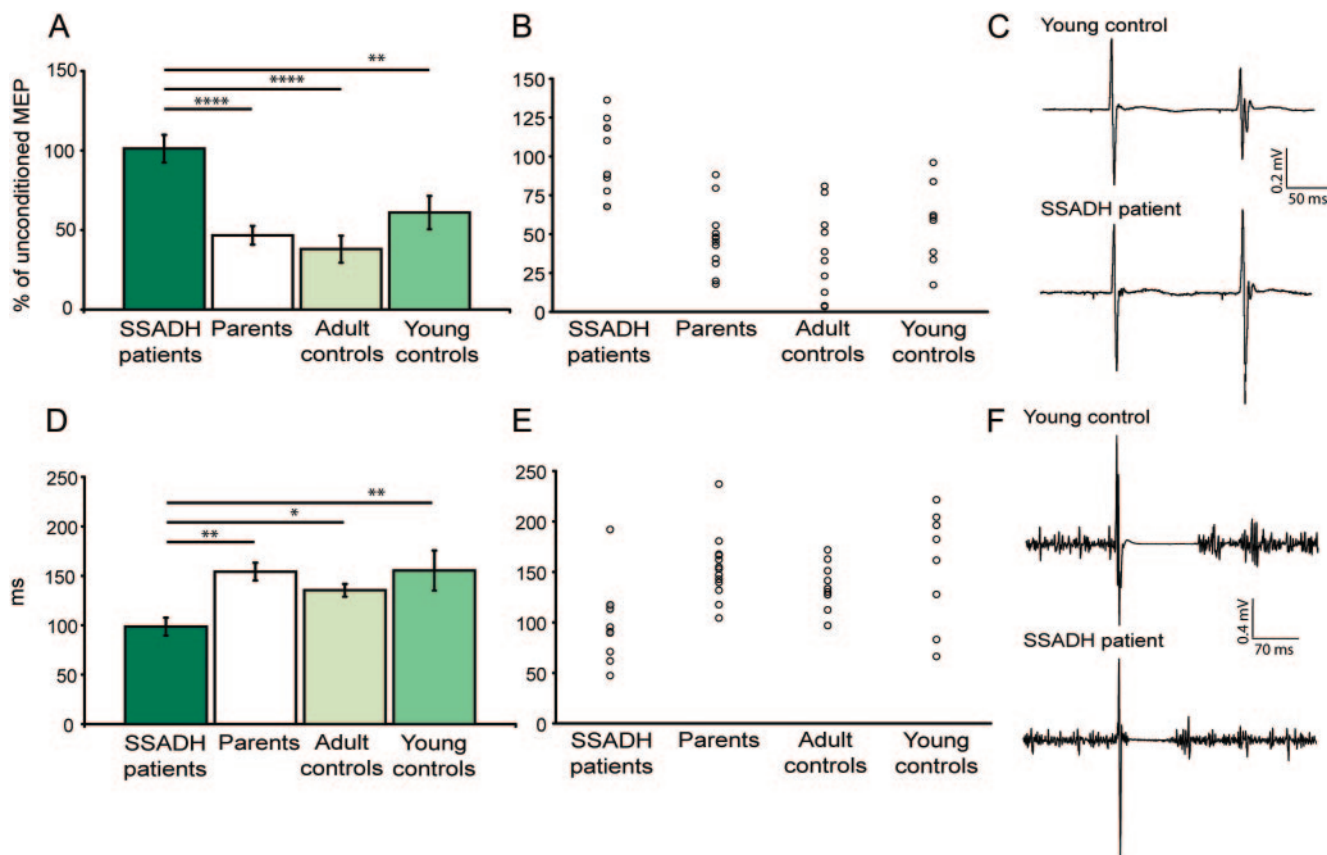 A
% of unconditioned MEP
150
100
50
0
**
****
****
SSADH patients
Parents
Adult controls
Young controls
B
150
125
100
75
50
25
0
SSADH patients
Parents
Adult controls
Young controls
C
Young control
0.2 mV
50 ms
SSADH patient
D
ms
250
200
150
100
50
0
**
*
**
SSADH patients
Parents
Adult controls
Young controls
E
250
200
150
100
50
0
SSADH patients
Parents
Adult controls
Young controls
F
Young control
0.4 mV
70 ms
SSADH patient